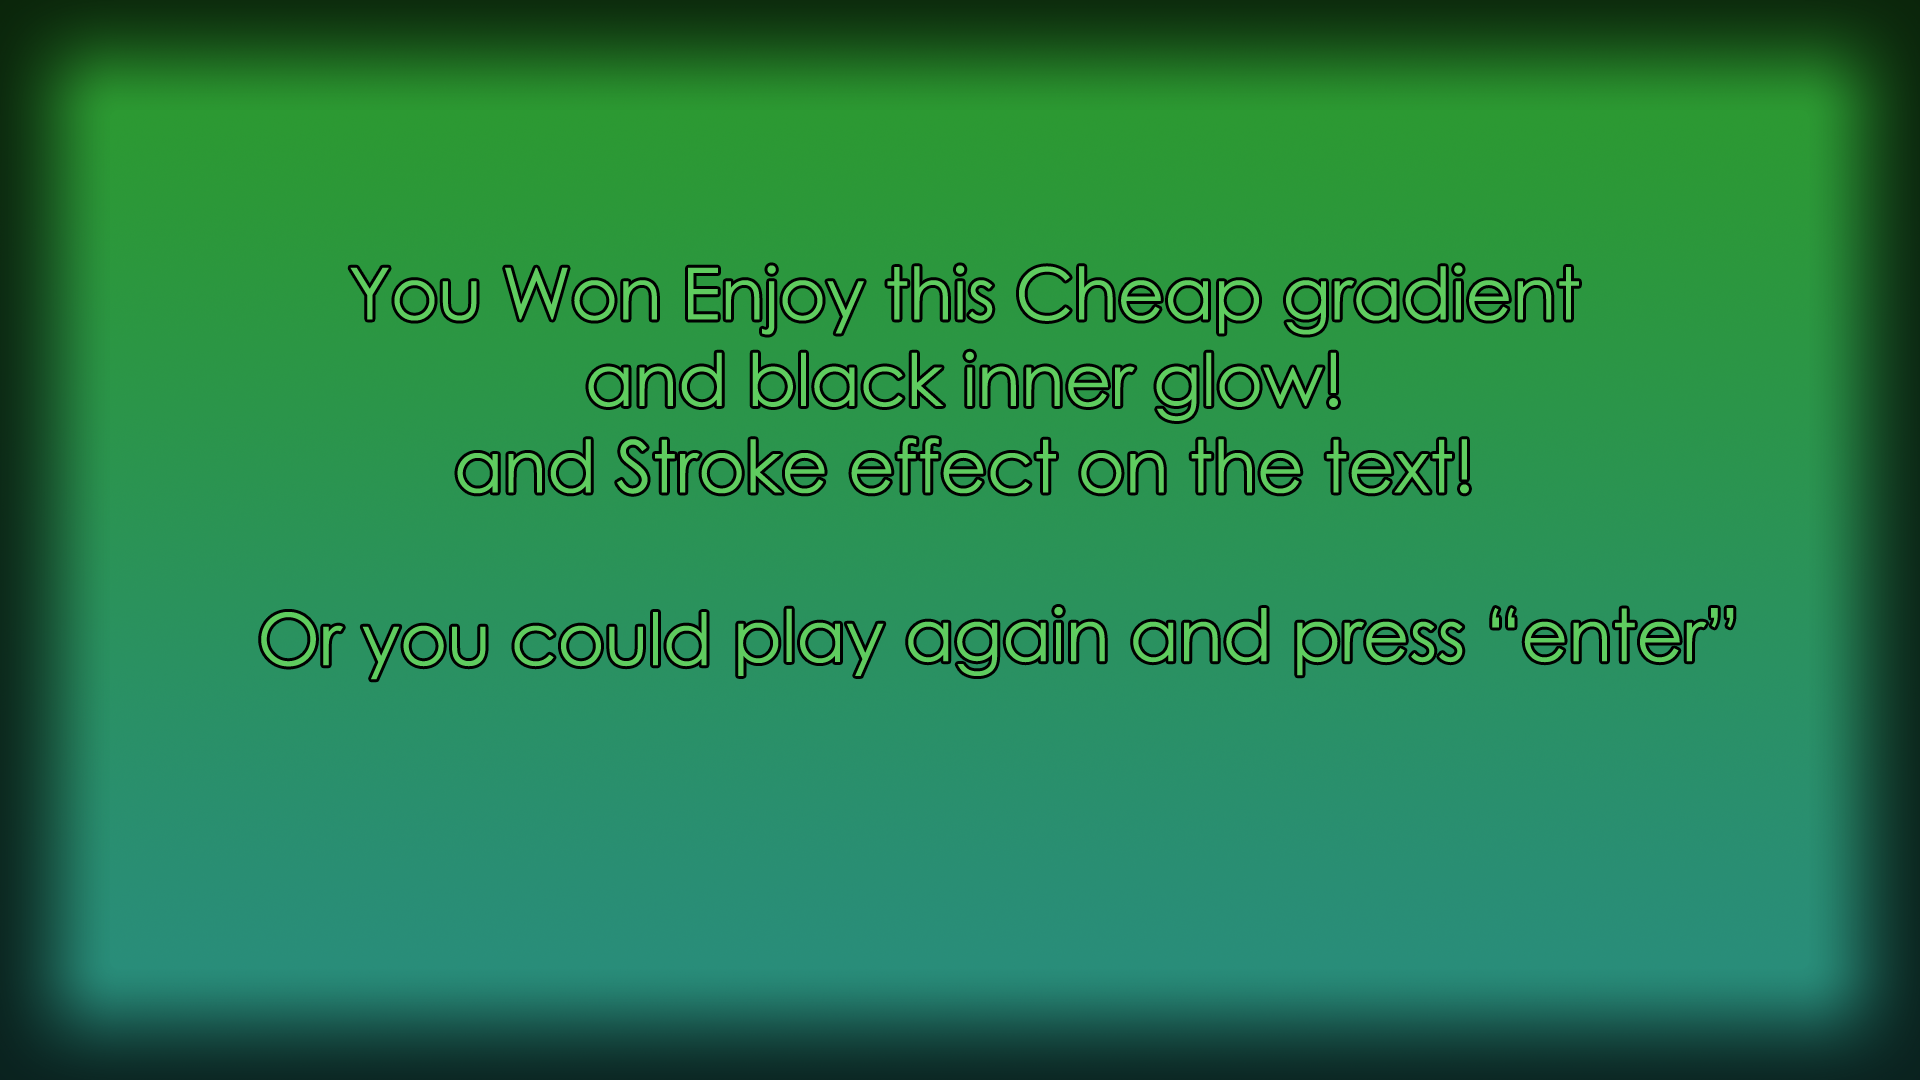 You Won Enjoy this Cheap gradient
and black inner glow!
and Stroke effect on the text!
Or you could play again and press “enter”